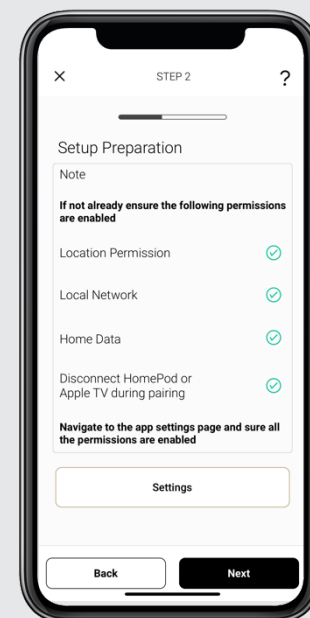 STEP 2
?
Setup Preparation
Note
If not already ensure the following permissions
are enabled
Location Permission
Local Network
Home Data
Disconnect HomePod or
Apple TV during pairing
Navigate to the app settings page and sure all
the permissions are enabled
Settings
Back
Next